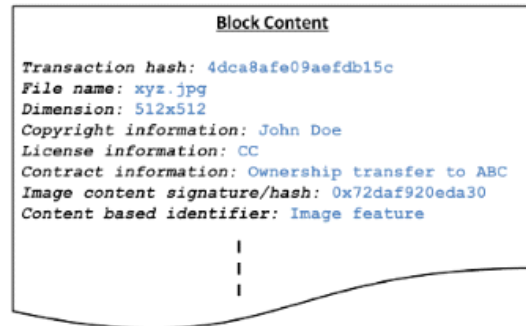 Block Content
Transaction hash: 4dca8afe09aefdb15c
File name: xyz.jpg
Dimension: 512x512
Copyright information: John Doe
License information: CC
Contract information: Ownership transfer to ABC
Image content signature/hash: 0x72daf920eda30
Content based identifier: Image feature